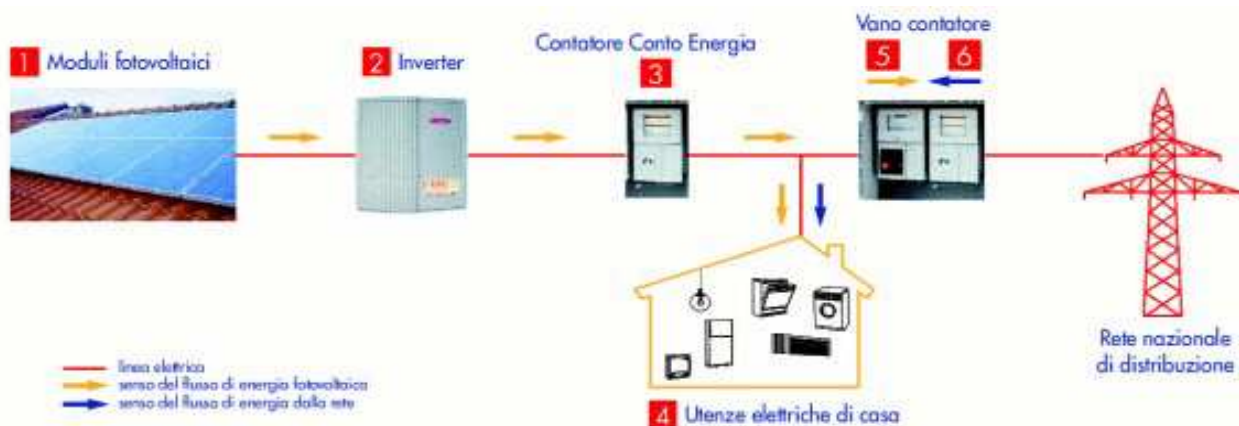 1 Moduli fotovoltaici
2 Inverter
Contatore Conto Energia
3
Vano contatore
5 6
linea elettrica
senso del flusso di energia fotovoltaica
senso del flusso di energia dalla rete
4 Utenze elettriche di casa
Rete nazionale
di distribuzione